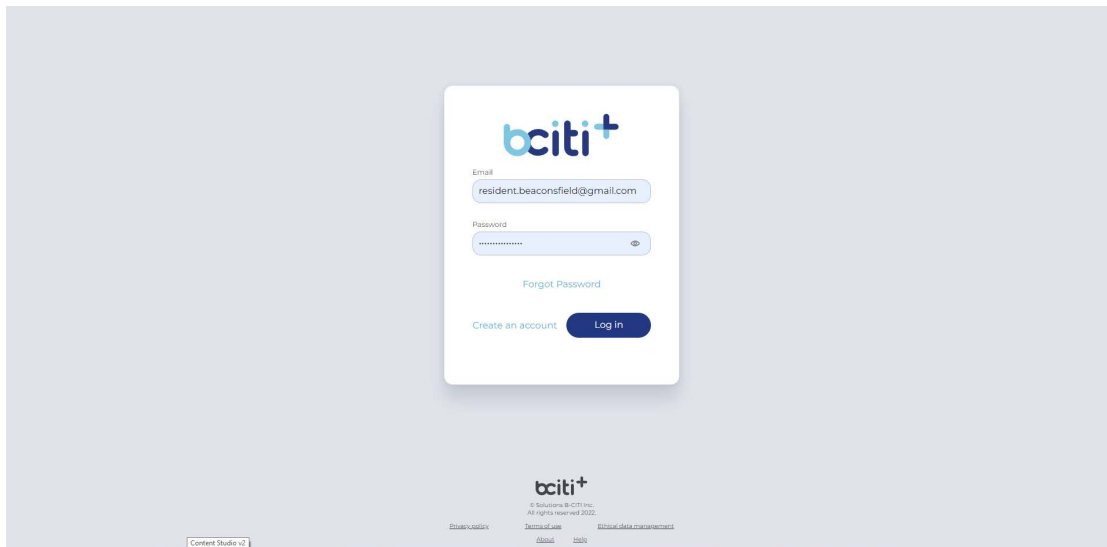 bciti+
Email
resident.beaconsfield@gmail.com
Password
Forgot Password
Create an account Log in
bciti+
© Solutions B-CITI Inc.
All rights reserved 2022.
Privacy policy Terms of use Ethical data management
About Help
Content Studio v2